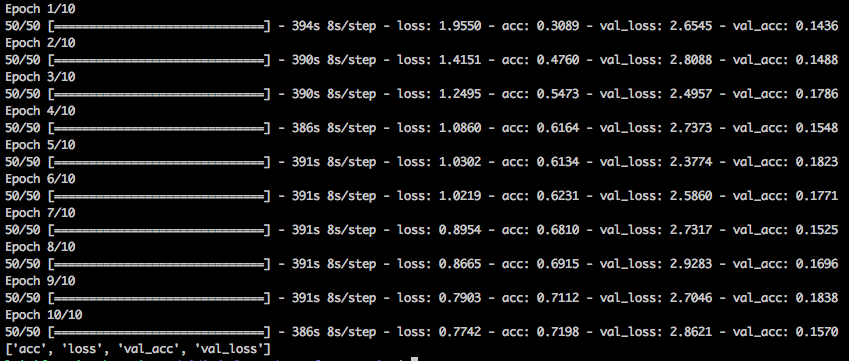 Epoch 1/10
50/50 [==============================] - 394s 8s/step - loss: 1.9550 - acc: 0.3089 - val_loss: 2.6545 - val_acc: 0.1436
Epoch 2/10
50/50 [==============================] - 390s 8s/step - loss: 1.4151 - acc: 0.4760 - val_loss: 2.8088 - val_acc: 0.1488
Epoch 3/10
50/50 [==============================] - 390s 8s/step - loss: 1.2495 - acc: 0.5473 - val_loss: 2.4957 - val_acc: 0.1786
Epoch 4/10
50/50 [==============================] - 386s 8s/step - loss: 1.0860 - acc: 0.6164 - val_loss: 2.7373 - val_acc: 0.1548
Epoch 5/10
50/50 [==============================] - 391s 8s/step - loss: 1.0302 - acc: 0.6134 - val_loss: 2.3774 - val_acc: 0.1823
Epoch 6/10
50/50 [==============================] - 391s 8s/step - loss: 1.0219 - acc: 0.6231 - val_loss: 2.5860 - val_acc: 0.1771
Epoch 7/10
50/50 [==============================] - 391s 8s/step - loss: 0.8954 - acc: 0.6810 - val_loss: 2.7317 - val_acc: 0.1525
Epoch 8/10
50/50 [==============================] - 391s 8s/step - loss: 0.8665 - acc: 0.6915 - val_loss: 2.9283 - val_acc: 0.1696
Epoch 9/10
50/50 [==============================] - 391s 8s/step - loss: 0.7903 - acc: 0.7112 - val_loss: 2.7046 - val_acc: 0.1838
Epoch 10/10
50/50 [==============================] - 386s 8s/step - loss: 0.7742 - acc: 0.7198 - val_loss: 2.8621 - val_acc: 0.1570
['acc', 'loss', 'val_acc', 'val_loss']